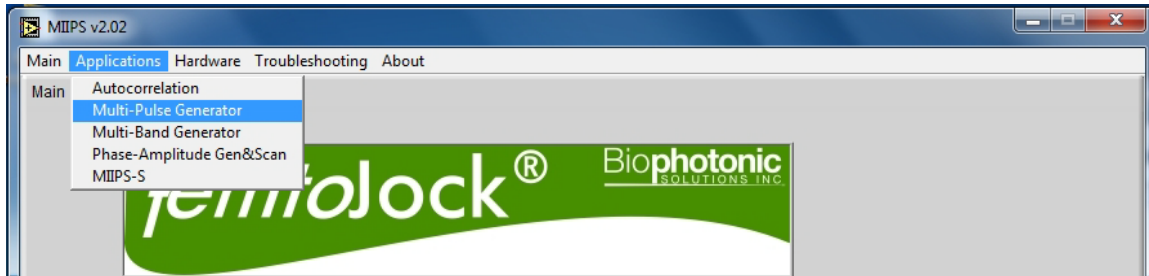 MIIPS v2.02
Main Applications Hardware Troubleshooting About
Main
Autocorrelation
Multi-Pulse Generator
Multi-Band Generator
Phase-Amplitude Gen&Scan
MIIPS-S
femtoJock®
Biophotonic
SOLUTIONS INC